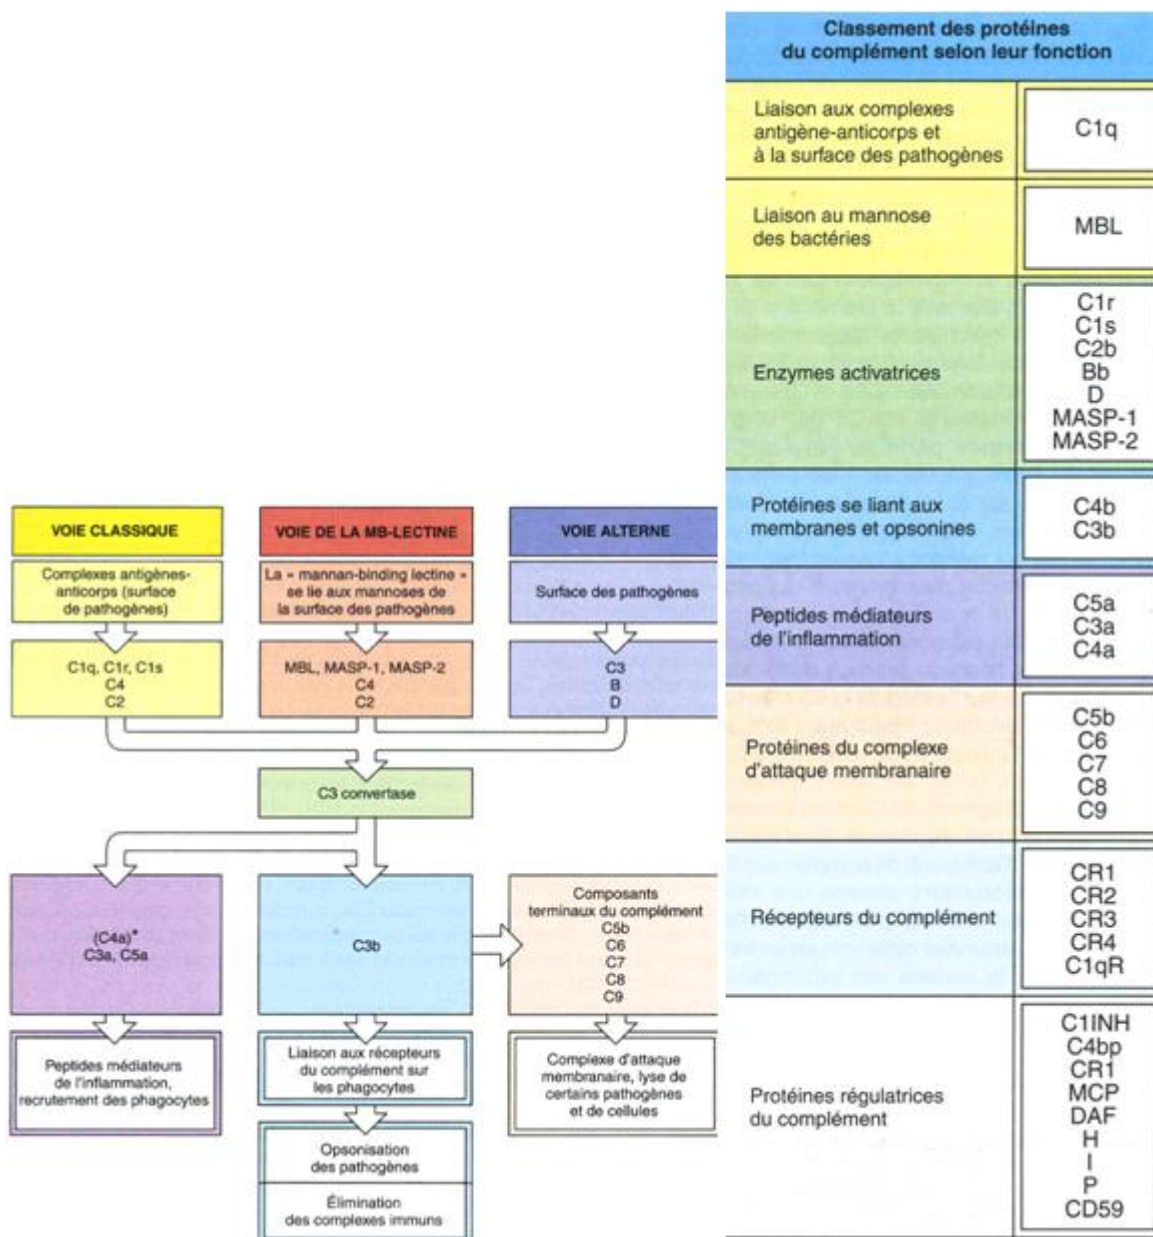 Classement des protéines
du complément selon leur fonction
Liaison aux complexes
antigène-anticorps et
à la surface des pathogènes
C1q
Liaison au mannose
des bactéries
MBL
Enzymes activatrices
C1r
C1s
C2b
Bb
D
MASP-1
MASP-2
Protéines se liant aux
membranes et opsonines
C4b
C3b
Peptides médiateurs
de l'inflammation
C5a
C3a
C4a
Protéines du complexe
d'attaque membranaire
C5b
C6
C7
C8
C9
Récepteurs du complément
CR1
CR2
CR3
CR4
C1qR
Protéines régulatrices
du complément
C1INH
C4bp
CR1
MCP
DAF
H
I
P
CD59
VOIE CLASSIQUE
Complexes antigènes-
anticorps (surface
de pathogènes)
C1q, C1r, C1s
C4
C2
VOIE DE LA MB-LECTINE
La « mannan-binding lectine »
se lie aux mannoses de
la surface des pathogènes
MBL, MASP-1, MASP-2
C4
C2
VOIE ALTERNE
Surface des pathogènes
C3
B
D
C3 convertase
(C4a)*
C3a, C5a
C3b
Composants
terminaux du complément
C5b
C6
C7
C8
C9
Peptides médiateurs
de l'inflammation,
recrutement des phagocytes
Liaison aux récepteurs
du complément sur
les phagocytes
Complexe d'attaque
membranaire, lyse de
certains pathogènes
et de cellules
Opsonisation
des pathogènes
Élimination
des complexes immuns